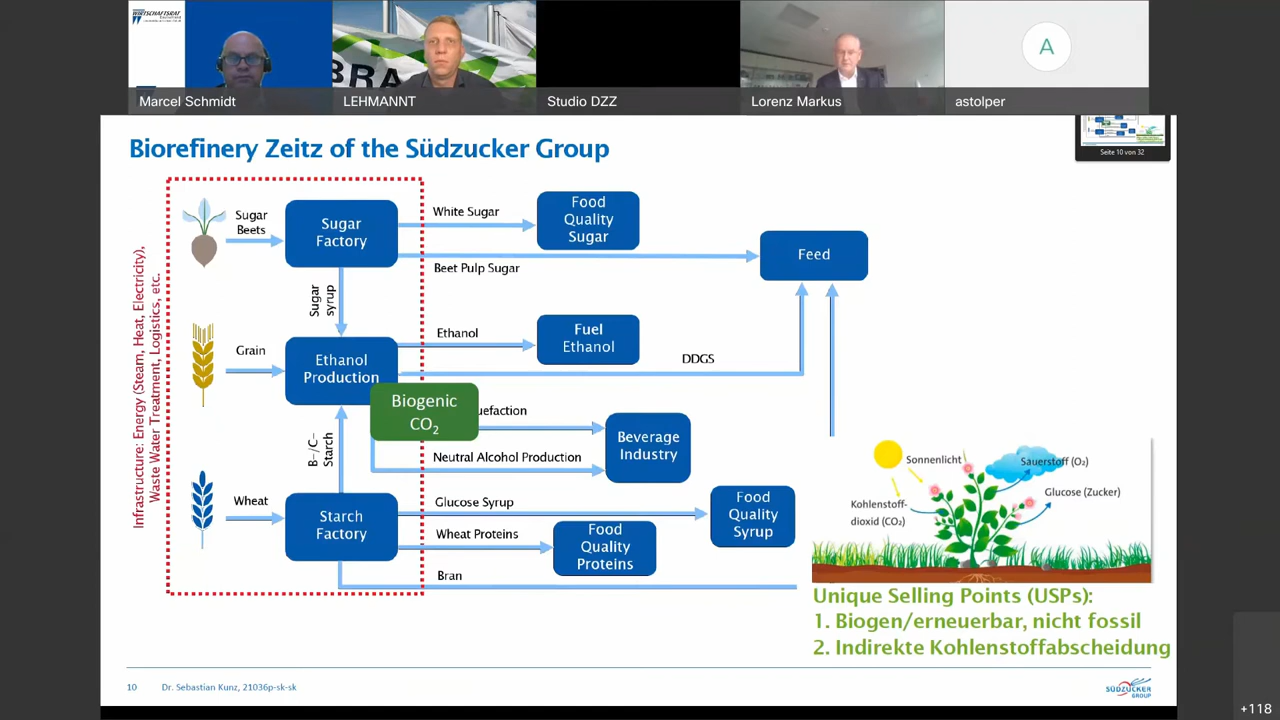 WIRTSCHAFTSRAT
Marcel Schmidt
BRA
LEHMANNT
Studio DZZ
Lorenz Markus
A
astolper
Biorefinery Zeitz of the Südzucker Group
Seite 10 von 32
Infrastructure: Energy (Steam, Heat, Electricity),
Waste Water Treatment, Logistics, etc.
Sugar
Beets
Sugar
Factory
White Sugar
Food
Quality
Sugar
Beet Pulp Sugar
Feed
Sugar
syrup
Grain
Ethanol
Production
Ethanol
Fuel
Ethanol
DDGS
Biogenic
CO₂
uefaction
Neutral Alcohol Production
Beverage
Industry
B-/C-
Starch
Wheat
Starch
Factory
Glucose Syrup
Food
Quality
Syrup
Wheat Proteins
Food
Quality
Proteins
Bran
Sonnenlicht
Sauerstoff (O₂)
Kohlenstoff-
dioxid (CO₂)
Glucose (Zucker)
Unique Selling Points (USPs):
1. Biogen/erneuerbar, nicht fossil
2. Indirekte Kohlenstoffabscheidung
10
Dr. Sebastian Kunz, 21036p-sk-sk
SÜDZUCKER
GROUP
+118